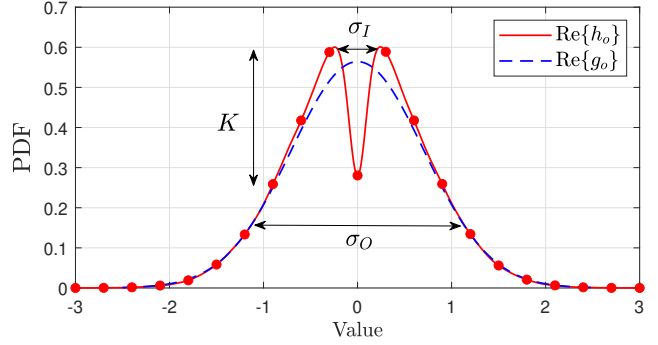 0.7
0.6
0.5
0.4
0.3
0.2
0.1
0
PDF
-3 -2 -1 0 1 2 3
Value
σ_I
K
σ_O
Re{h_o}
Re{g_o}